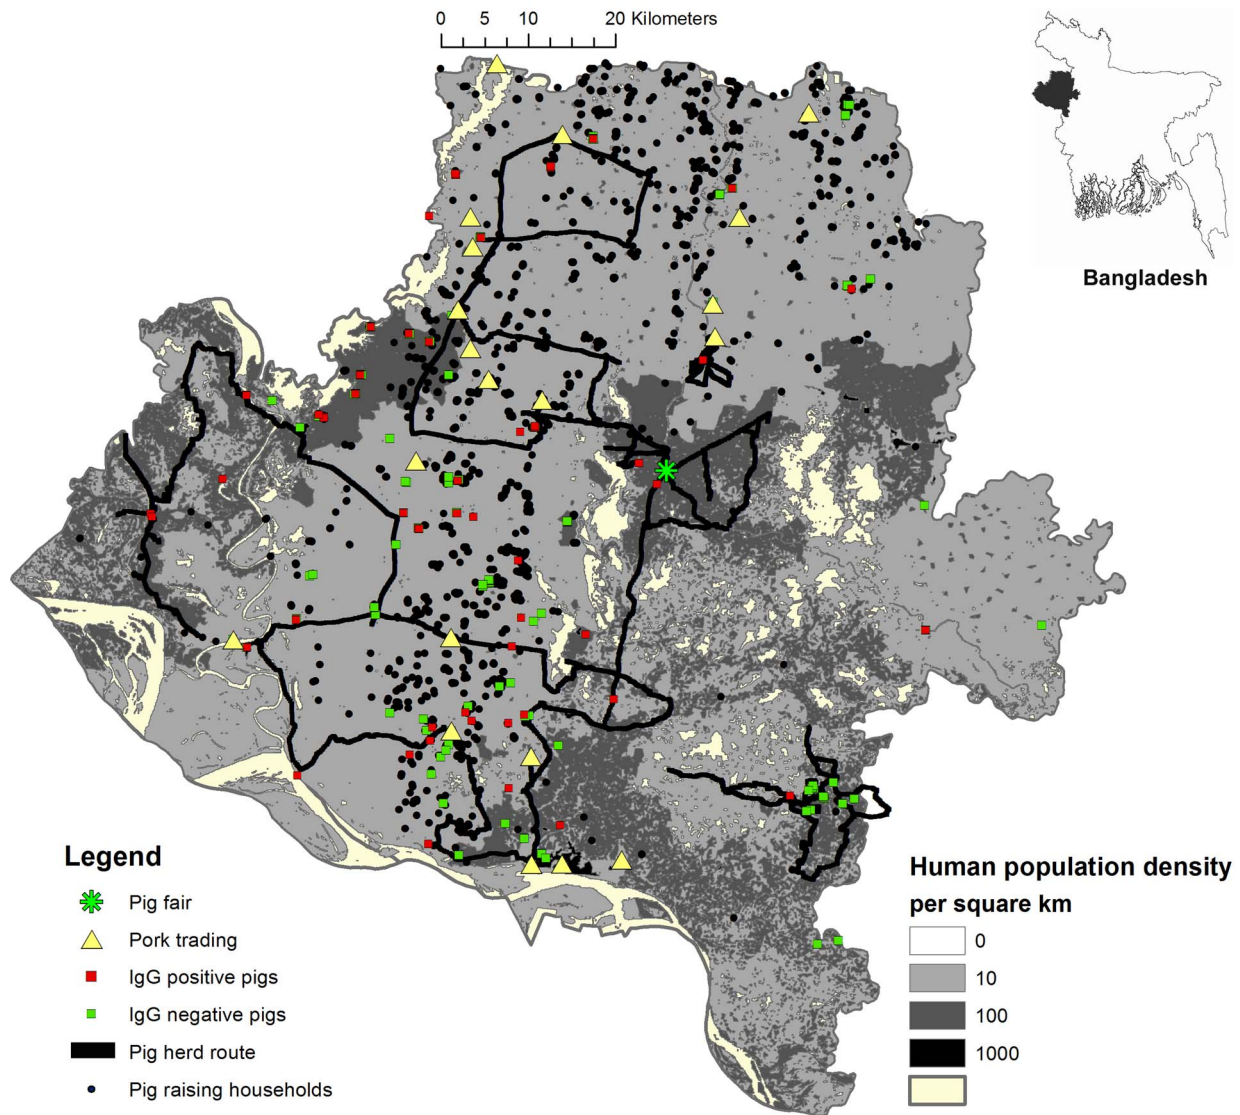 0 5 10 20 Kilometers
Bangladesh
Legend
Pig fair
Pork trading
IgG positive pigs
IgG negative pigs
Pig herd route
Pig raising households
Human population density
per square km
0
10
100
1000